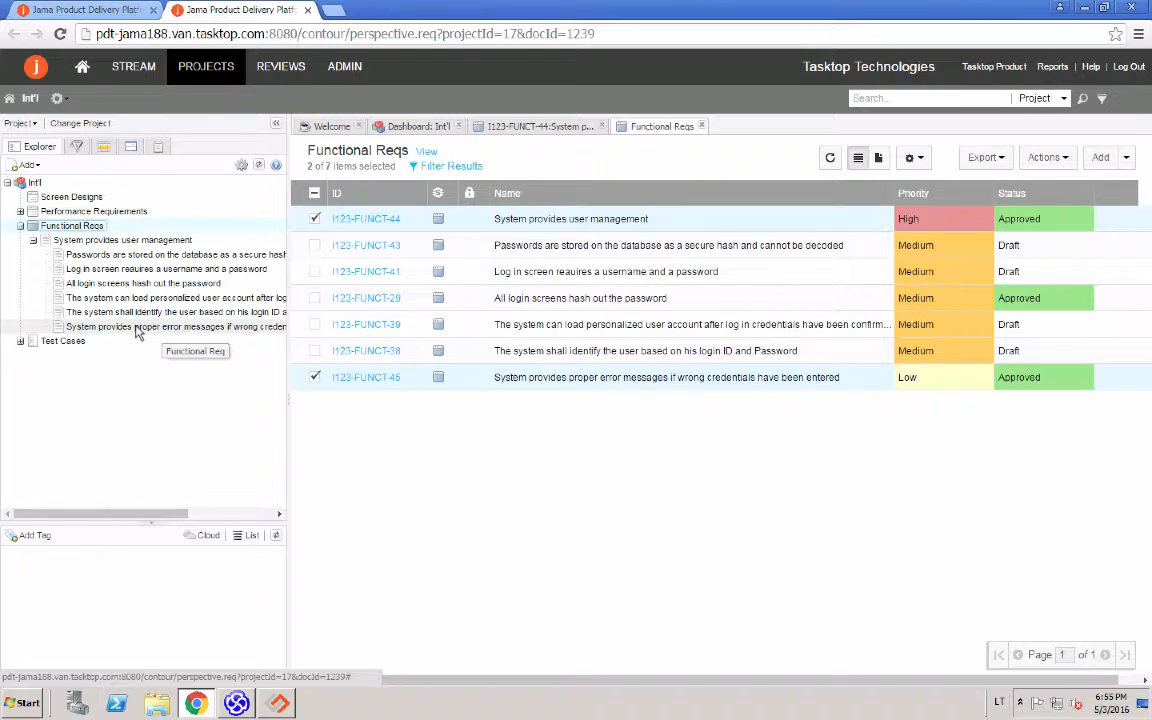 Jama Product Delivery Platf
Jama Product Delivery Platf
pdt-jama188.van.tasktop.com:8080/contour/perspective.req?projectId=17&docId=1239
j STREAM PROJECTS REVIEWS ADMIN Tasktop Technologies Tasktop Product Reports Help Log Out
Int'l Search... Project
Project Change Project
Welcome Dashboard: Int'l I123-FUNCT-44:System p... Functional Reqs
Explorer
Add
Functional Reqs View
2 of 7 items selected Filter Results
Export Actions Add
Int'l
Screen Designs
Performance Requirements
Functional Reqs
System provides user management
Passwords are stored on the database as a secure hash
Log in screen reauires a username and a password
All login screens hash out the password
The system can load personalized user account after log
The system shall identify the user based on his login ID a
System provides proper error messages if wrong creden
Test Cases
Functional Req
ID Name Priority Status
I123-FUNCT-44 System provides user management High Approved
I123-FUNCT-43 Passwords are stored on the database as a secure hash and cannot be decoded Medium Draft
I123-FUNCT-41 Log in screen reauires a username and a password Medium Draft
I123-FUNCT-29 All login screens hash out the password Medium Approved
I123-FUNCT-39 The system can load personalized user account after log in credentials have been confirm... Medium Draft
I123-FUNCT-38 The system shall identify the user based on his login ID and Password Medium Draft
I123-FUNCT-45 System provides proper error messages if wrong credentials have been entered Low Approved
Add Tag Cloud List
Page 1 of 1
pdt-jama188.van.tasktop.com:8080/contour/perspective.req?projectId=17&docId=1239#
Start LT 6:55 PM
5/3/2016